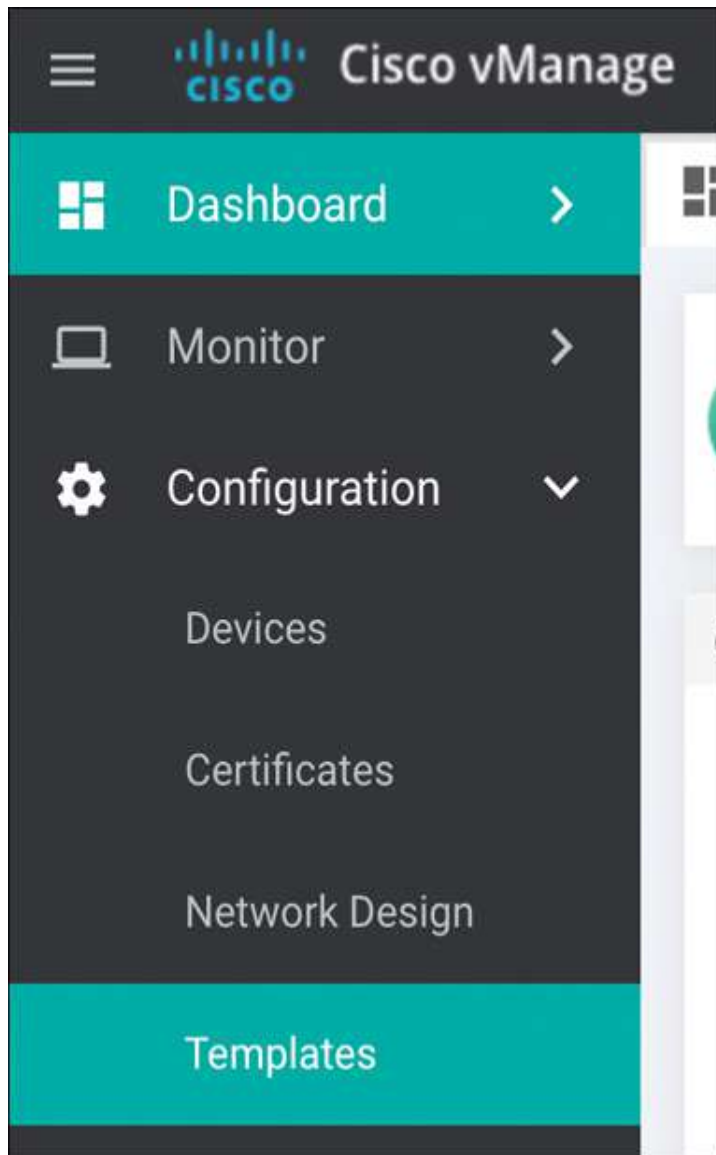 CISCO Cisco vManage
Dashboard
Monitor
Configuration
Devices
Certificates
Network Design
Templates